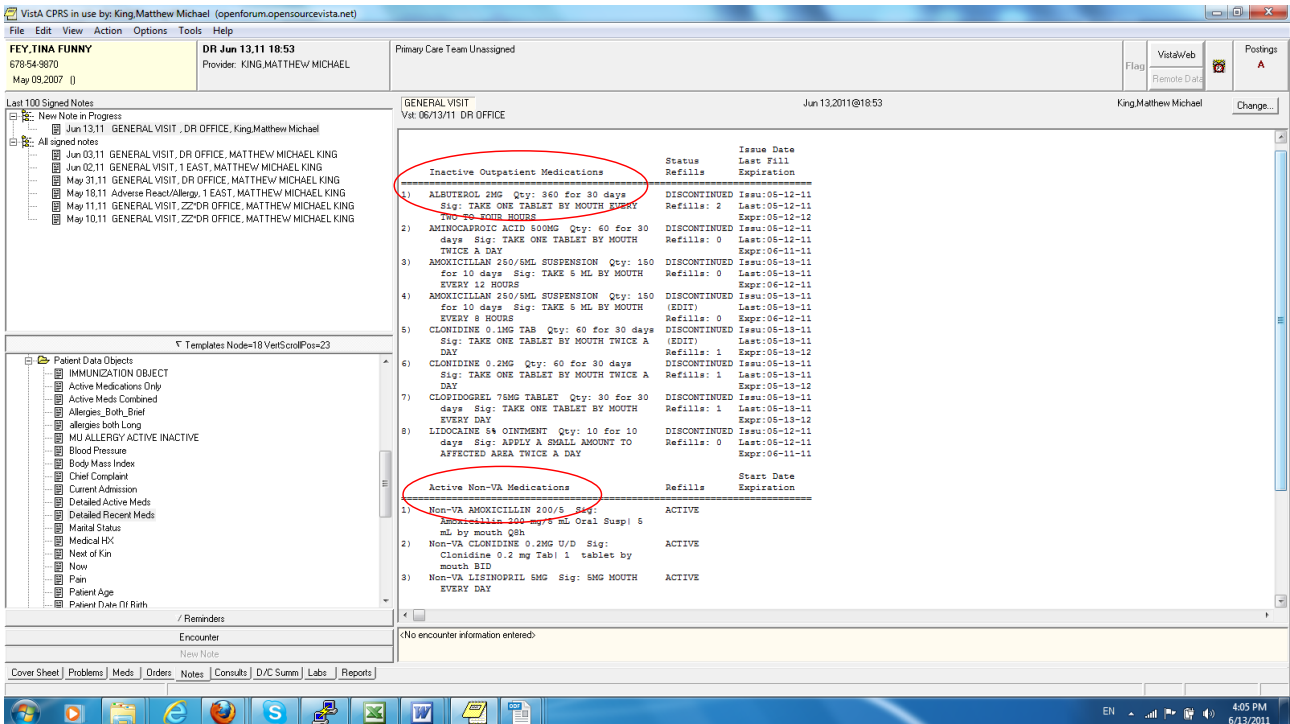 VistA CPRS in use by: King,Matthew Michael (openforum.opensourcevista.net)
File Edit View Action Options Tools Help
FEY,TINA FUNNY
678-54-9870
May 09,2007 ()
DR Jun 13,11 18:53
Provider: KING,MATTHEW MICHAEL
Primary Care Team Unassigned
Flag
VistaWeb
Remote Data
Postings
A
Last 100 Signed Notes
New Note in Progress
Jun 13,11 GENERAL VISIT , DR OFFICE, King,Matthew Michael
All signed notes
Jun 03,11 GENERAL VISIT, DR OFFICE, MATTHEW MICHAEL KING
Jun 02,11 GENERAL VISIT, 1 EAST, MATTHEW MICHAEL KING
May 31,11 GENERAL VISIT, DR OFFICE, MATTHEW MICHAEL KING
May 18,11 Adverse React/Allergy, 1 EAST, MATTHEW MICHAEL KING
May 11,11 GENERAL VISIT, ZZ*DR OFFICE, MATTHEW MICHAEL KING
May 10,11 GENERAL VISIT, ZZ*DR OFFICE, MATTHEW MICHAEL KING
Templates Node=18 VertScrollPos=23
Patient Data Objects
IMMUNIZATION OBJECT
Active Medications Only
Active Meds Combined
Allergies_Both_Brief
allergies both Long
MU ALLERGY ACTIVE INACTIVE
Blood Pressure
Body Mass Index
Chief Complaint
Current Admission
Detailed Active Meds
Detailed Recent Meds
Marital Status
Medical HX
Next of Kin
Now
Pain
Patient Age
Patient Date Of Birth
/ Reminders
Encounter
New Note
GENERAL VISIT
Vst: 06/13/11 DR OFFICE
Jun 13,2011@18:53
King,Matthew Michael
Change...
Issue Date
Status Last Fill
Inactive Outpatient Medications Refills Expiration
1) ALBUTEROL 2MG Qty: 360 for 30 days DISCONTINUED Issu:05-12-11
Sig: TAKE ONE TABLET BY MOUTH EVERY Refills: 2 Last:05-12-11
TWO TO FOUR HOURS Expr:05-12-12
2) AMINOCAPROIC ACID 500MG Qty: 60 for 30 DISCONTINUED Issu:05-12-11
days Sig: TAKE ONE TABLET BY MOUTH Refills: 0 Last:05-12-11
TWICE A DAY Expr:06-11-11
3) AMOXICILLAN 250/5ML SUSPENSION Qty: 150 DISCONTINUED Issu:05-13-11
for 10 days Sig: TAKE 5 ML BY MOUTH Refills: 0 Last:05-13-11
EVERY 12 HOURS Expr:06-12-11
4) AMOXICILLAN 250/5ML SUSPENSION Qty: 150 DISCONTINUED Issu:05-13-11
for 10 days Sig: TAKE 5 ML BY MOUTH (EDIT) Last:05-13-11
EVERY 8 HOURS Refills: 0 Expr:06-12-11
5) CLONIDINE 0.1MG TAB Qty: 60 for 30 days DISCONTINUED Issu:05-13-11
Sig: TAKE ONE TABLET BY MOUTH TWICE A (EDIT) Last:05-13-11
DAY Refills: 1 Expr:05-13-12
6) CLONIDINE 0.2MG Qty: 60 for 30 days DISCONTINUED Issu:05-13-11
Sig: TAKE ONE TABLET BY MOUTH TWICE A Refills: 1 Last:05-13-11
DAY Expr:05-13-12
7) CLOPIDOGREL 75MG TABLET Qty: 30 for 30 DISCONTINUED Issu:05-13-11
days Sig: TAKE ONE TABLET BY MOUTH Refills: 1 Last:05-13-11
EVERY DAY Expr:05-13-12
8) LIDOCAINE 5% OINTMENT Qty: 10 for 10 DISCONTINUED Issu:05-12-11
days Sig: APPLY A SMALL AMOUNT TO Refills: 0 Last:05-12-11
AFFECTED AREA TWICE A DAY Expr:06-11-11
Start Date
Active Non-VA Medications Refills Expiration
1) Non-VA AMOXICILLIN 200/5 Sig: ACTIVE
Amoxicillin 200 mg/5 mL Oral Susp| 5
mL by mouth Q8h
2) Non-VA CLONIDINE 0.2MG U/D Sig: ACTIVE
Clonidine 0.2 mg Tab| 1 tablet by
mouth BID
3) Non-VA LISINOPRIL 5MG Sig: 5MG MOUTH ACTIVE
EVERY DAY
<No encounter information entered>
Cover Sheet Problems Meds Orders Notes Consults D/C Summ Labs Reports
EN
4:05 PM
6/13/2011